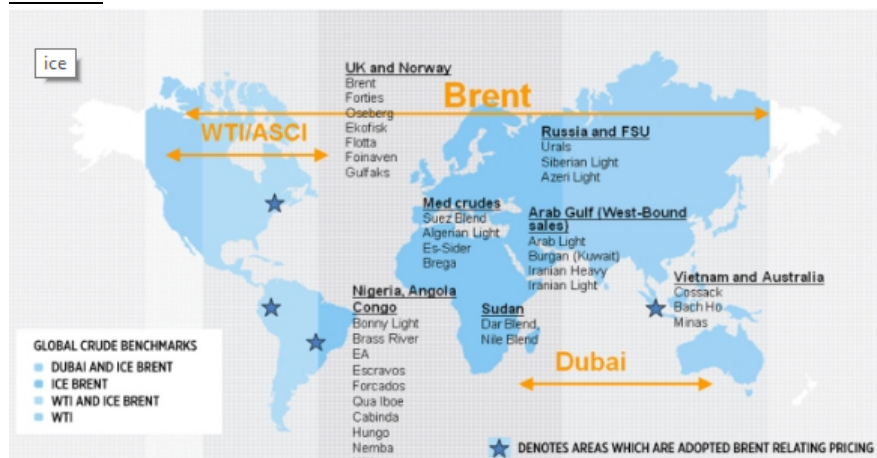 ice
UK and Norway
Brent
Forties
Oseberg
Ekofisk
Flotta
Foinaven
Gulfaks
Brent
WTI/ASCI
Russia and FSU
Urals
Siberian Light
Azeri Light
Med crudes
Suez Blend
Algerian Light
Es-Sider
Brega
Arab Gulf (West-Bound
sales)
Arab Light
Burgan (Kuwait)
Iranian Heavy
Iranian Light
Vietnam and Australia
Cossack
Bach Ho
Minas
Nigeria, Angola
Congo
Bonny Light
Brass River
EA
Escravos
Forcados
Qua Iboe
Cabinda
Hungo
Nemba
Sudan
Dar Blend,
Nile Blend
Dubai
GLOBAL CRUDE BENCHMARKS
DUBAI AND ICE BRENT
ICE BRENT
WTI AND ICE BRENT
WTI
DENOTES AREAS WHICH ARE ADOPTED BRENT RELATING PRICING